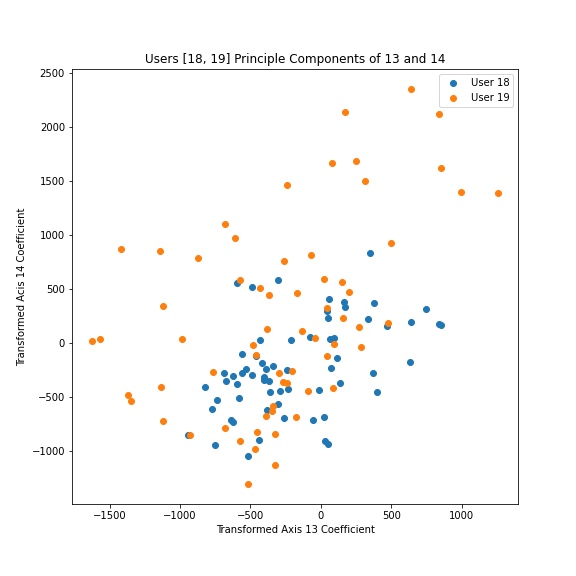 Users [18, 19] Principle Components of 13 and 14
User 18
User 19
2500
2000
1500
1000
500
0
−500
−1000
Transformed Acis 14 Coefficient
−1500
−1000
−500
0
500
1000
Transformed Axis 13 Coefficient